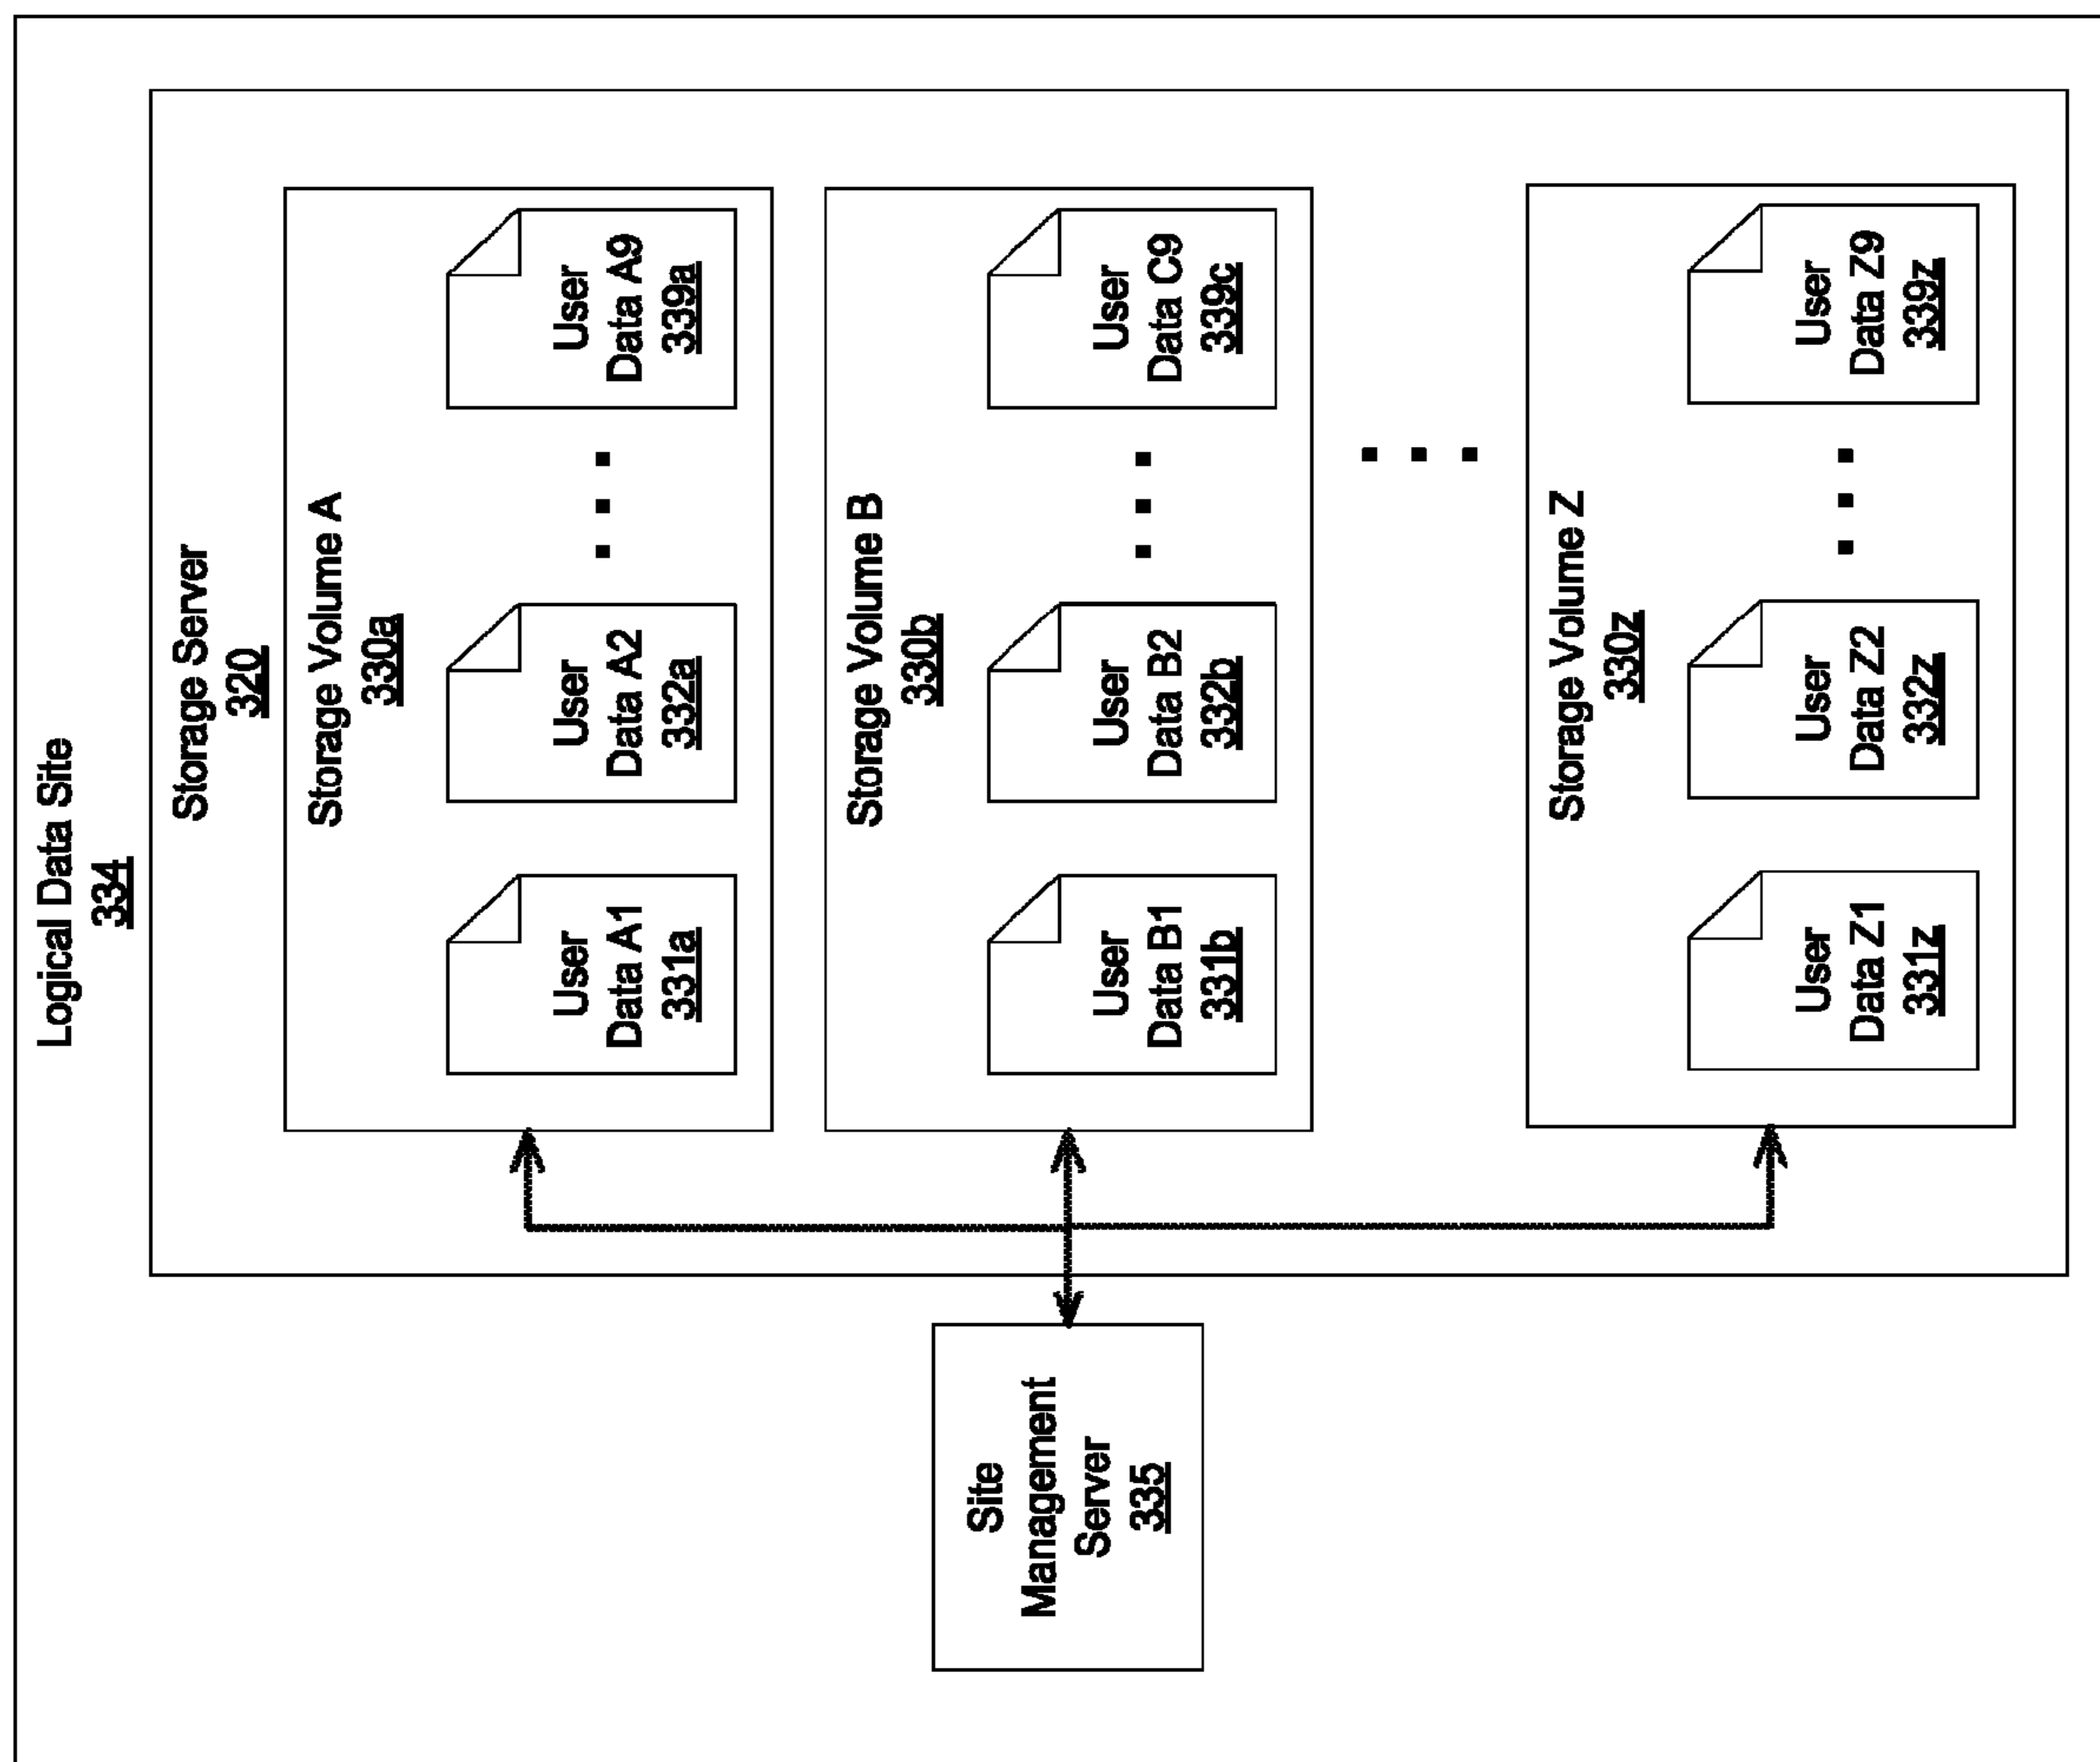 Logical Data Site
334
Storage Server
320
Storage Volume A
330a
User
Data A1
331a
User
Data A2
332a
User
Data A9
339a
Storage Volume B
330b
User
Data B1
331b
User
Data B2
332b
User
Data C9
339c
Storage Volume Z
330z
User
Data Z1
331z
User
Data Z2
332z
User
Data Z9
339z
Site
Management
Server
335